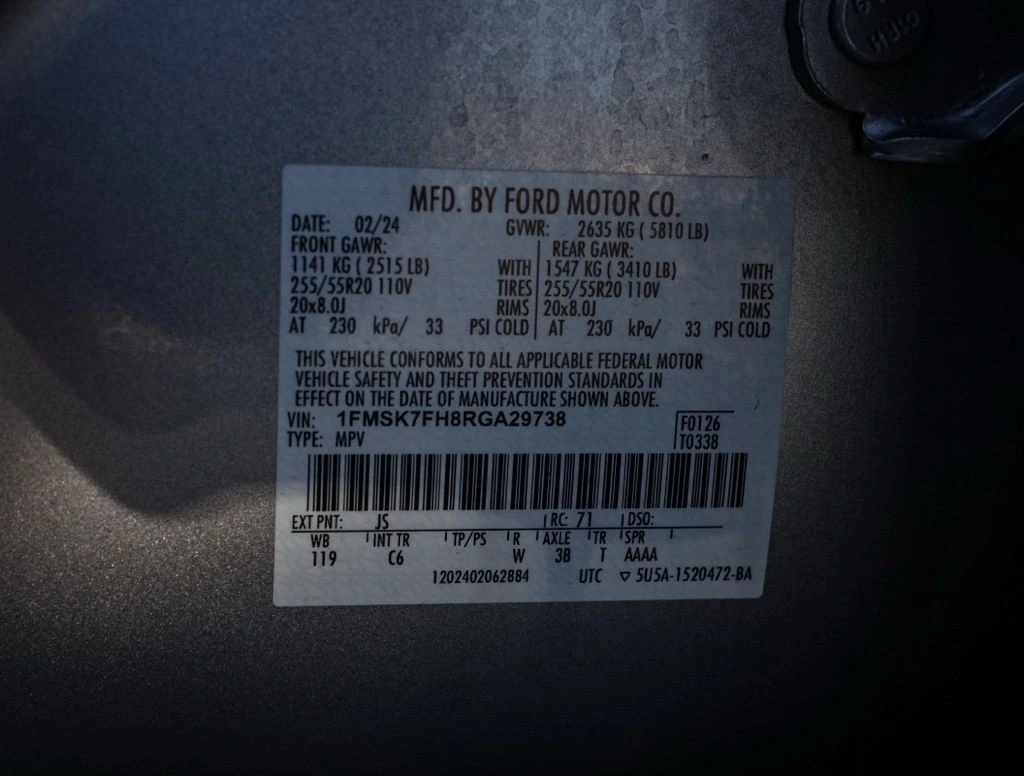 MFD. BY FORD MOTOR CO.
DATE: 02/24 GVWR: 2635 KG ( 5810 LB)
FRONT GAWR: REAR GAWR:
1141 KG ( 2515 LB) WITH 1547 KG ( 3410 LB) WITH
255/55R20 110V TIRES 255/55R20 110V TIRES
20x8.0J RIMS 20x8.0J RIMS
AT 230 kPa/ 33 PSI COLD AT 230 kPa/ 33 PSI COLD
THIS VEHICLE CONFORMS TO ALL APPLICABLE FEDERAL MOTOR
VEHICLE SAFETY AND THEFT PREVENTION STANDARDS IN
EFFECT ON THE DATE OF MANUFACTURE SHOWN ABOVE.
VIN: 1FMSK7FH8RGA29738 F0126
TYPE: MPV T0338
EXT PNT: JS RC: 71 DSO:
WB INT TR TP/PS R AXLE TR SPR
119 C6 W 3B T AAAA
1202402062884 UTC ▽ 5U5A-1520472-BA